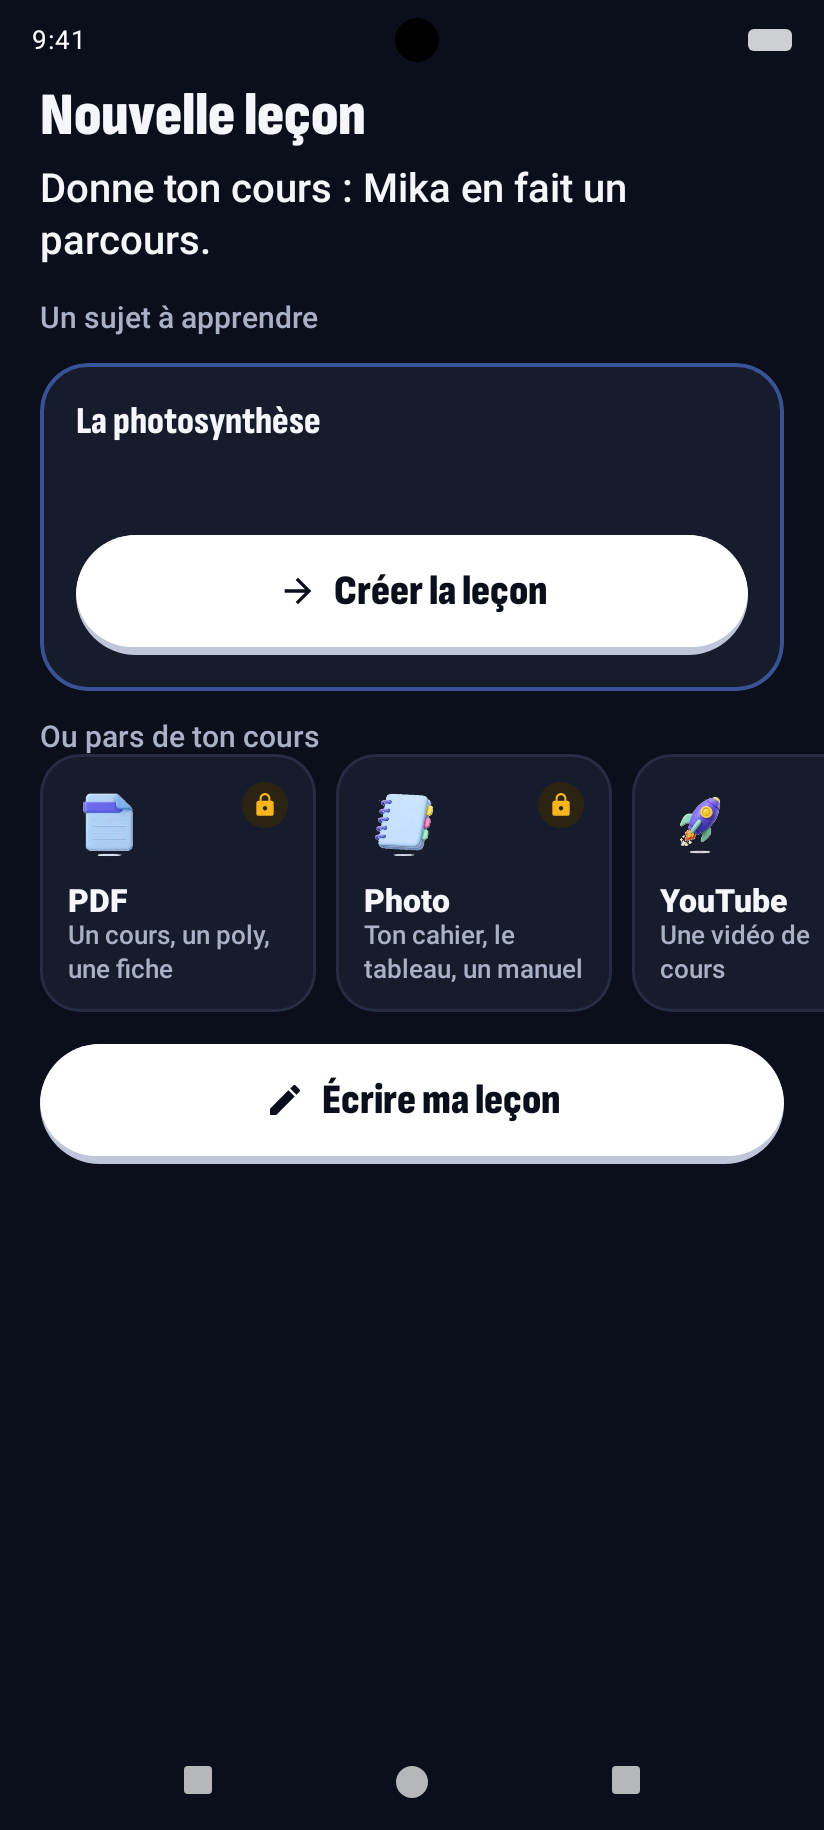 9:41
Nouvelle leçon
Donne ton cours : Mika en fait un
parcours.
Un sujet à apprendre
La photosynthèse
Créer la leçon
Ou pars de ton cours
PDF
Un cours, un poly,
une fiche
Photo
Ton cahier, le
tableau, un manuel
YouTube
Une vidéo de
cours
Écrire ma leçon